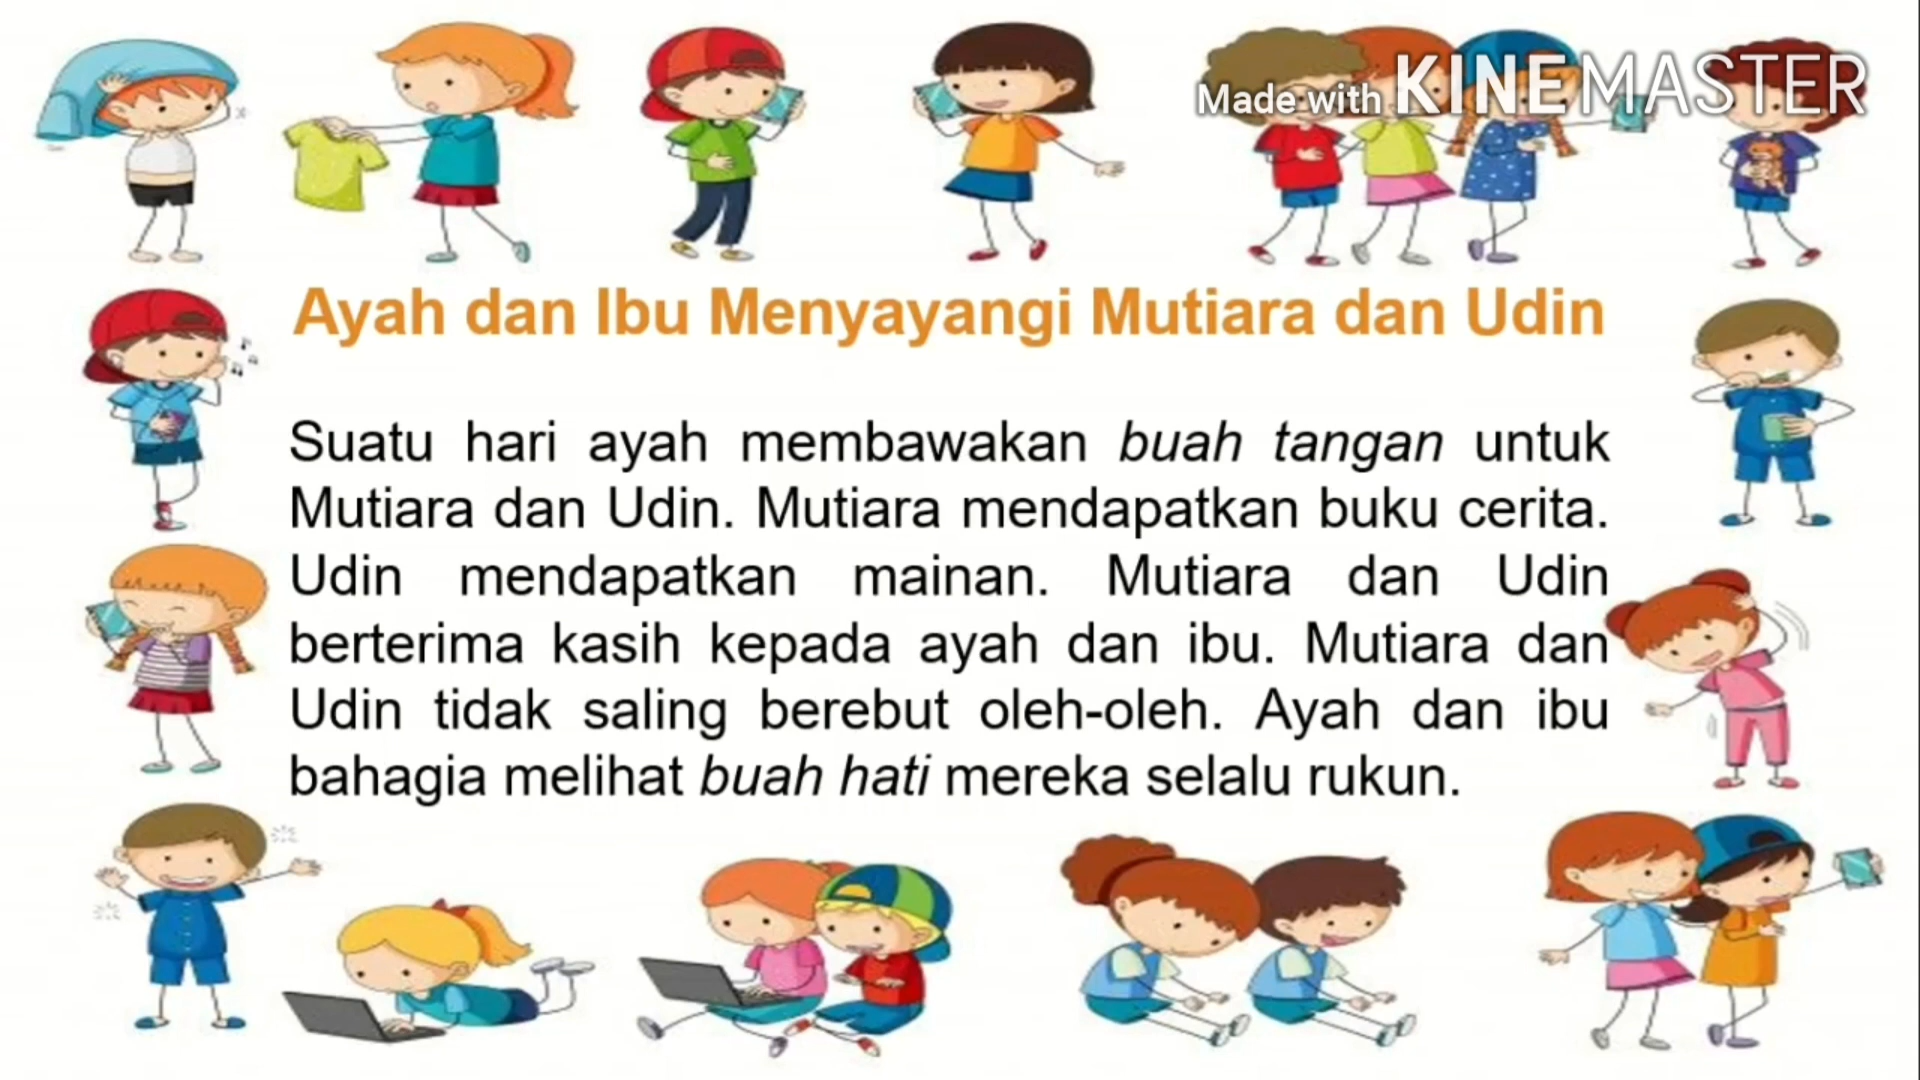 Made with KINEMASTER
Ayah dan Ibu Menyayangi Mutiara dan Udin
Suatu hari ayah membawakan buah tangan untuk
Mutiara dan Udin. Mutiara mendapatkan buku cerita.
Udin mendapatkan mainan. Mutiara dan Udin
berterima kasih kepada ayah dan ibu. Mutiara dan
Udin tidak saling berebut oleh-oleh. Ayah dan ibu
bahagia melihat buah hati mereka selalu rukun.